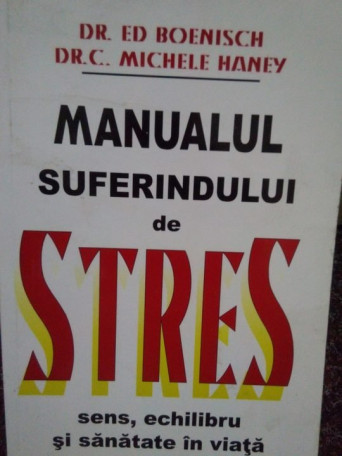 DR. ED BOENISCH
DR.C. MICHELE HANEY
MANUALUL
SUFERINDULUI
de
STRES
sens, echilibru
şi sănătate în viaţă